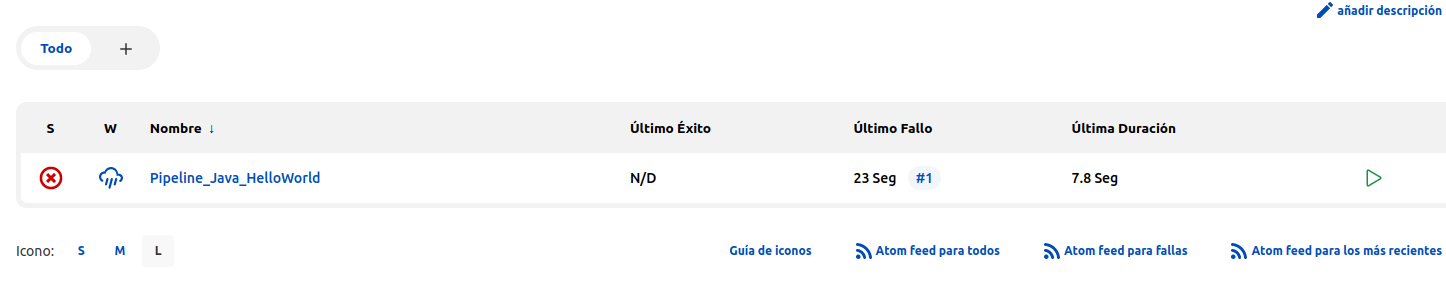 añadir descripción
Todo +
S W Nombre ↓ Último Éxito Último Fallo Última Duración
Pipeline_Java_HelloWorld N/D 23 Seg #1 7.8 Seg
Icono: S M L Guía de iconos Atom feed para todos Atom feed para fallas Atom feed para los más recientes